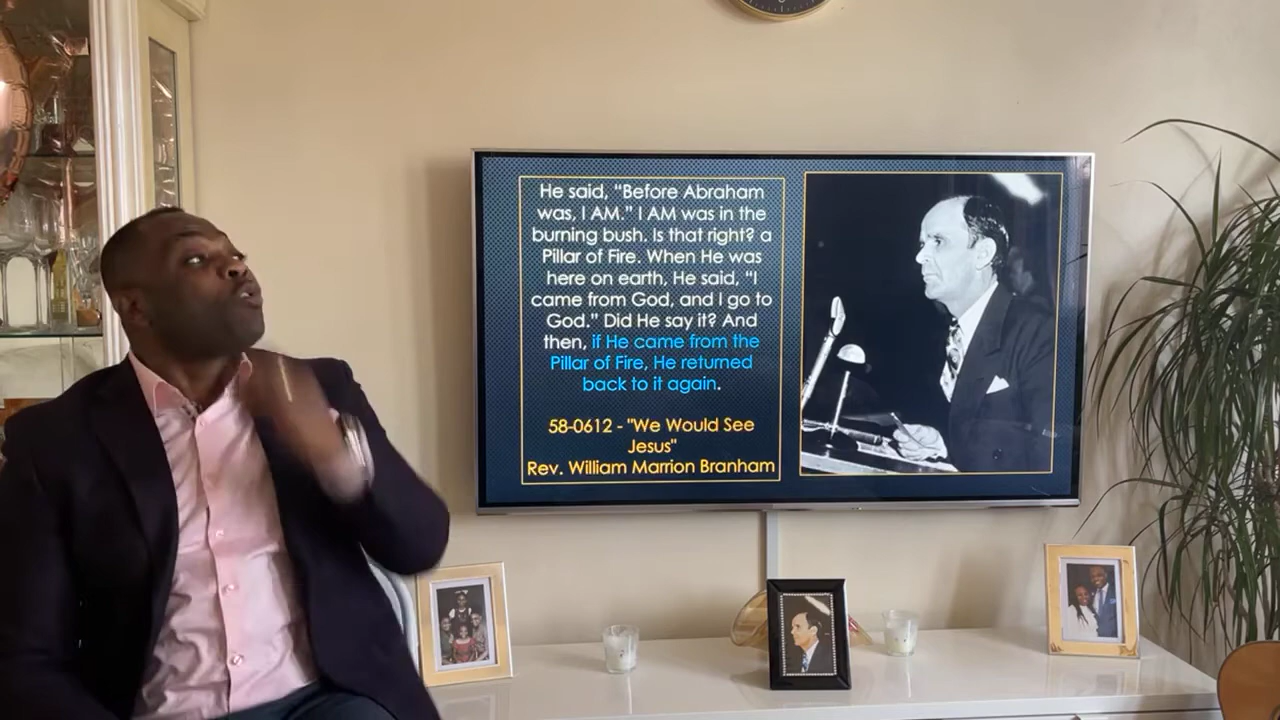 He said, “Before Abraham
was, I AM.” I AM was in the
burning bush. Is that right? a
Pillar of Fire. When He was
here on earth, He said, “I
came from God, and I go to
God.” Did He say it? And
then, if He came from the
Pillar of Fire, He returned
back to it again.
58-0612 - "We Would See
Jesus"
Rev. William Marrion Branham